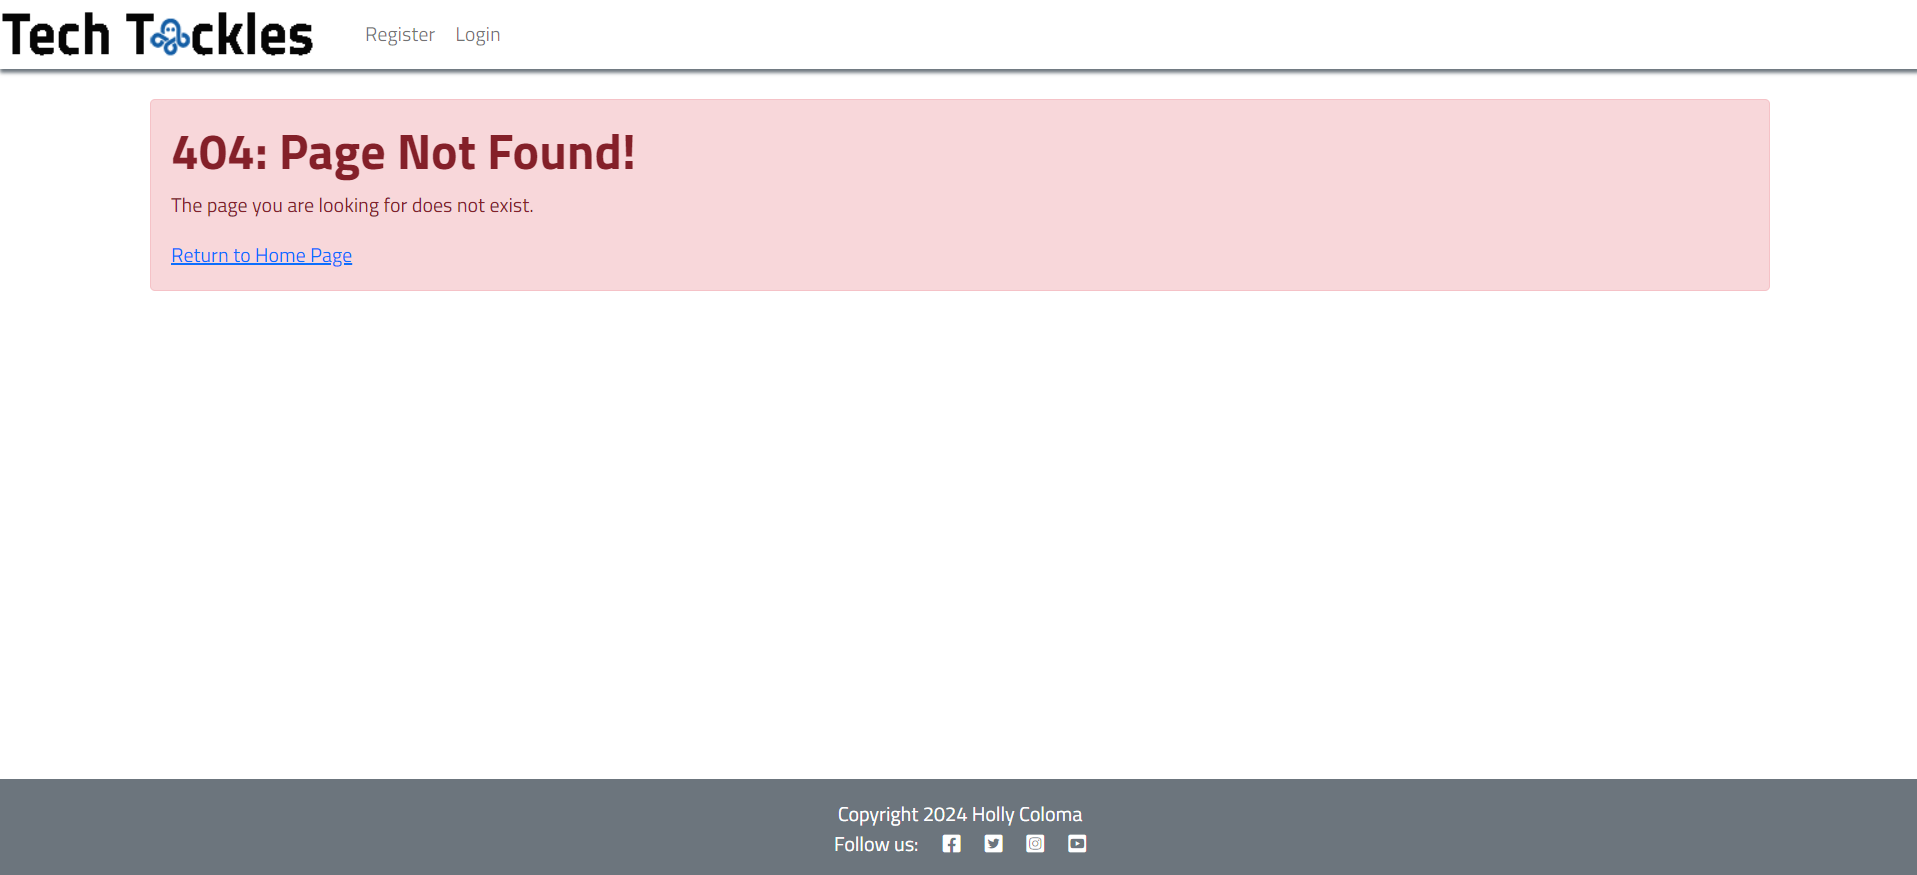 Tech Tackles
Register Login
404: Page Not Found!
The page you are looking for does not exist.
Return to Home Page
Copyright 2024 Holly Coloma
Follow us: